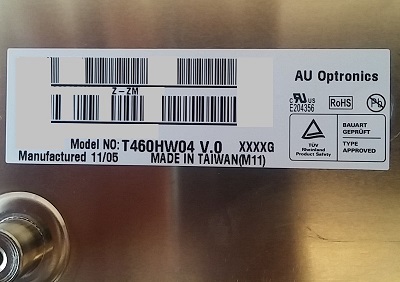 AU Optronics
Z-ZM
c RU US
E204356
RoHS
Pb
Model NO: T460HW04 V.0 XXXXG
Manufactured 11/05 MADE IN TAIWAN(M11)
TÜV
Rheinland
Product Safety
BAUART
GEPRÜFT
TYPE
APPROVED